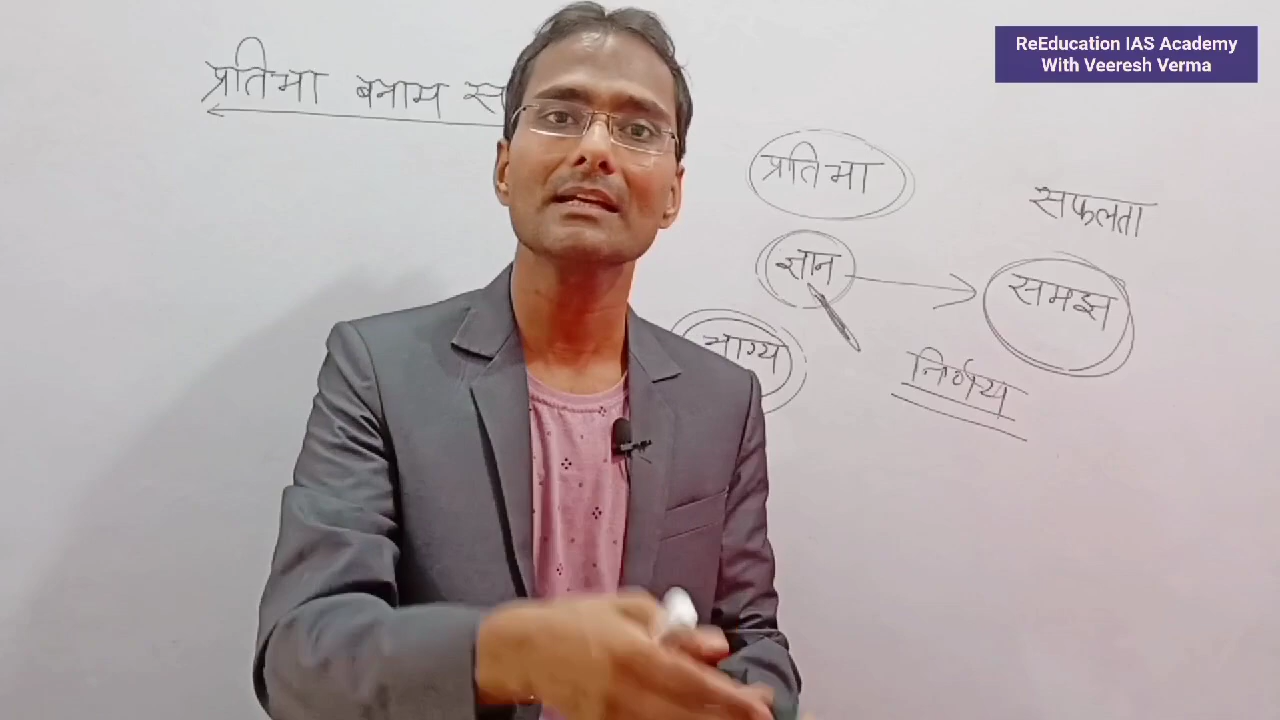 ReEducation IAS Academy
With Veeresh Verma
प्रतिभा बनाम
प्रतिभा
सफलता
ज्ञान
समझ
भाग्य
निर्णय